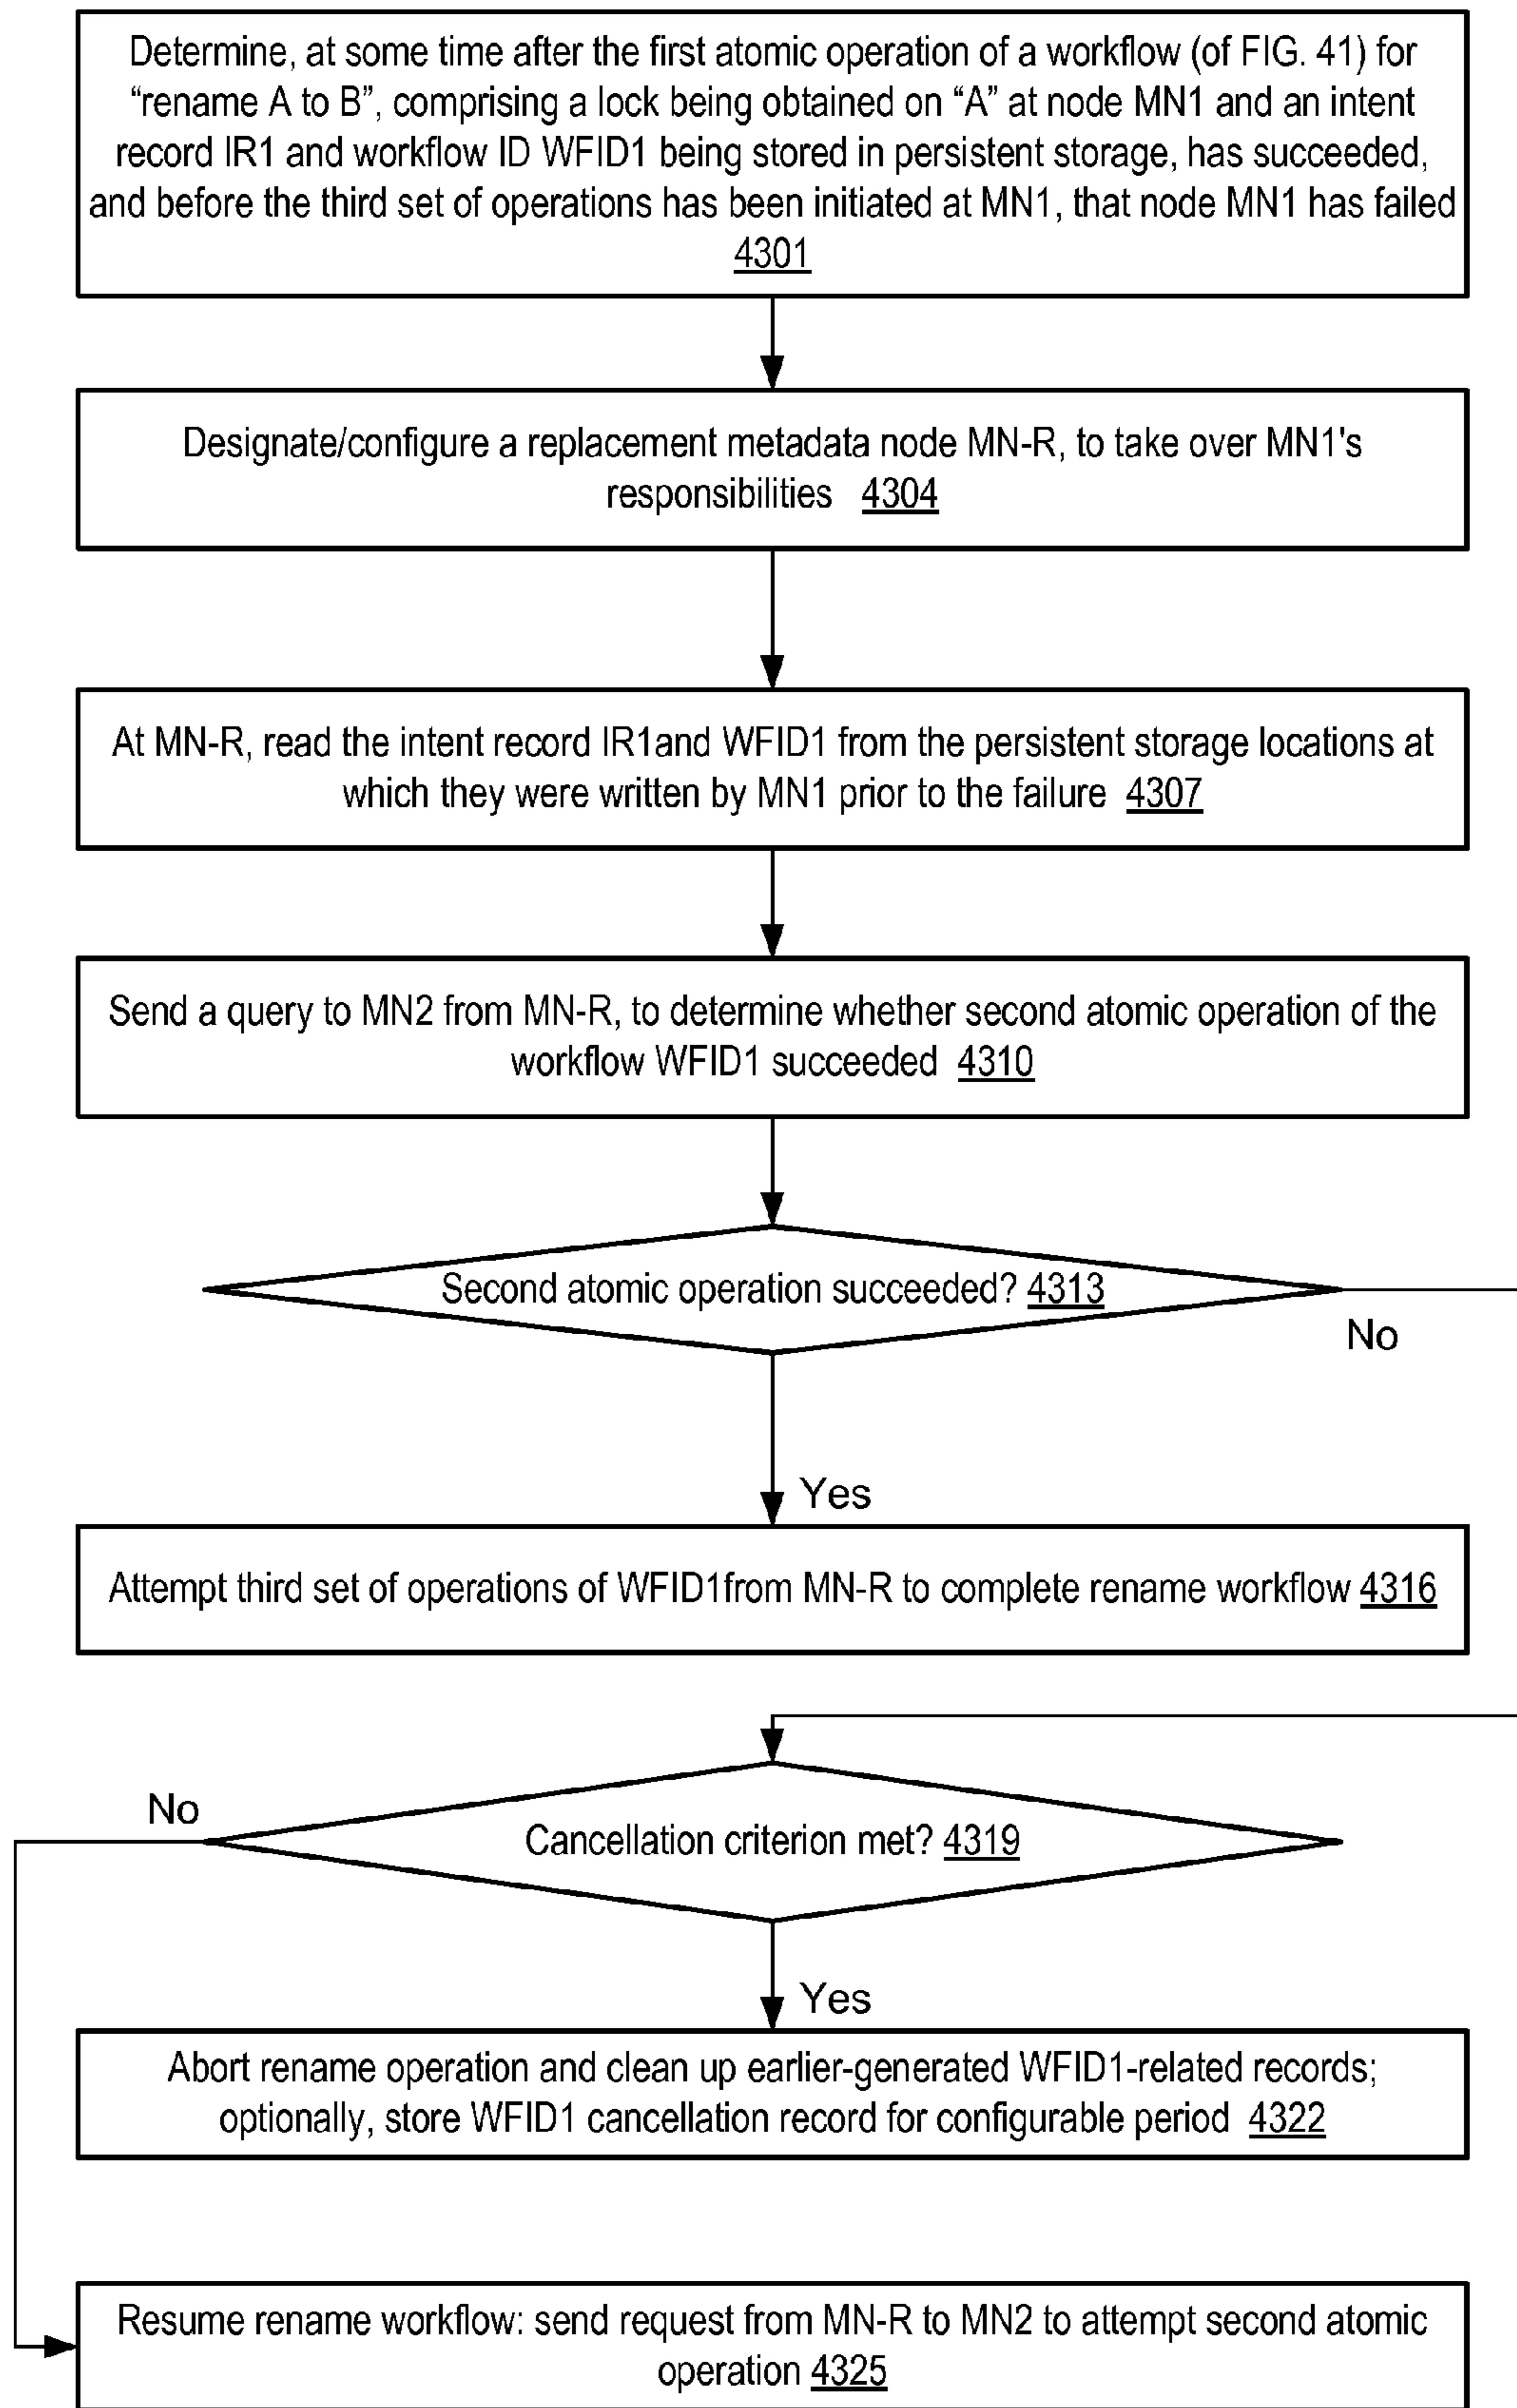 Determine, at some time after the first atomic operation of a workflow (of FIG. 41) for
“rename A to B”, comprising a lock being obtained on “A” at node MN1 and an intent
record IR1 and workflow ID WFID1 being stored in persistent storage, has succeeded,
and before the third set of operations has been initiated at MN1, that node MN1 has failed
4301
Designate/configure a replacement metadata node MN-R, to take over MN1's
responsibilities 4304
At MN-R, read the intent record IR1and WFID1 from the persistent storage locations at
which they were written by MN1 prior to the failure 4307
Send a query to MN2 from MN-R, to determine whether second atomic operation of the
workflow WFID1 succeeded 4310
Second atomic operation succeeded? 4313
No
Yes
Attempt third set of operations of WFID1from MN-R to complete rename workflow 4316
No
Cancellation criterion met? 4319
Yes
Abort rename operation and clean up earlier-generated WFID1-related records;
optionally, store WFID1 cancellation record for configurable period 4322
Resume rename workflow: send request from MN-R to MN2 to attempt second atomic
operation 4325